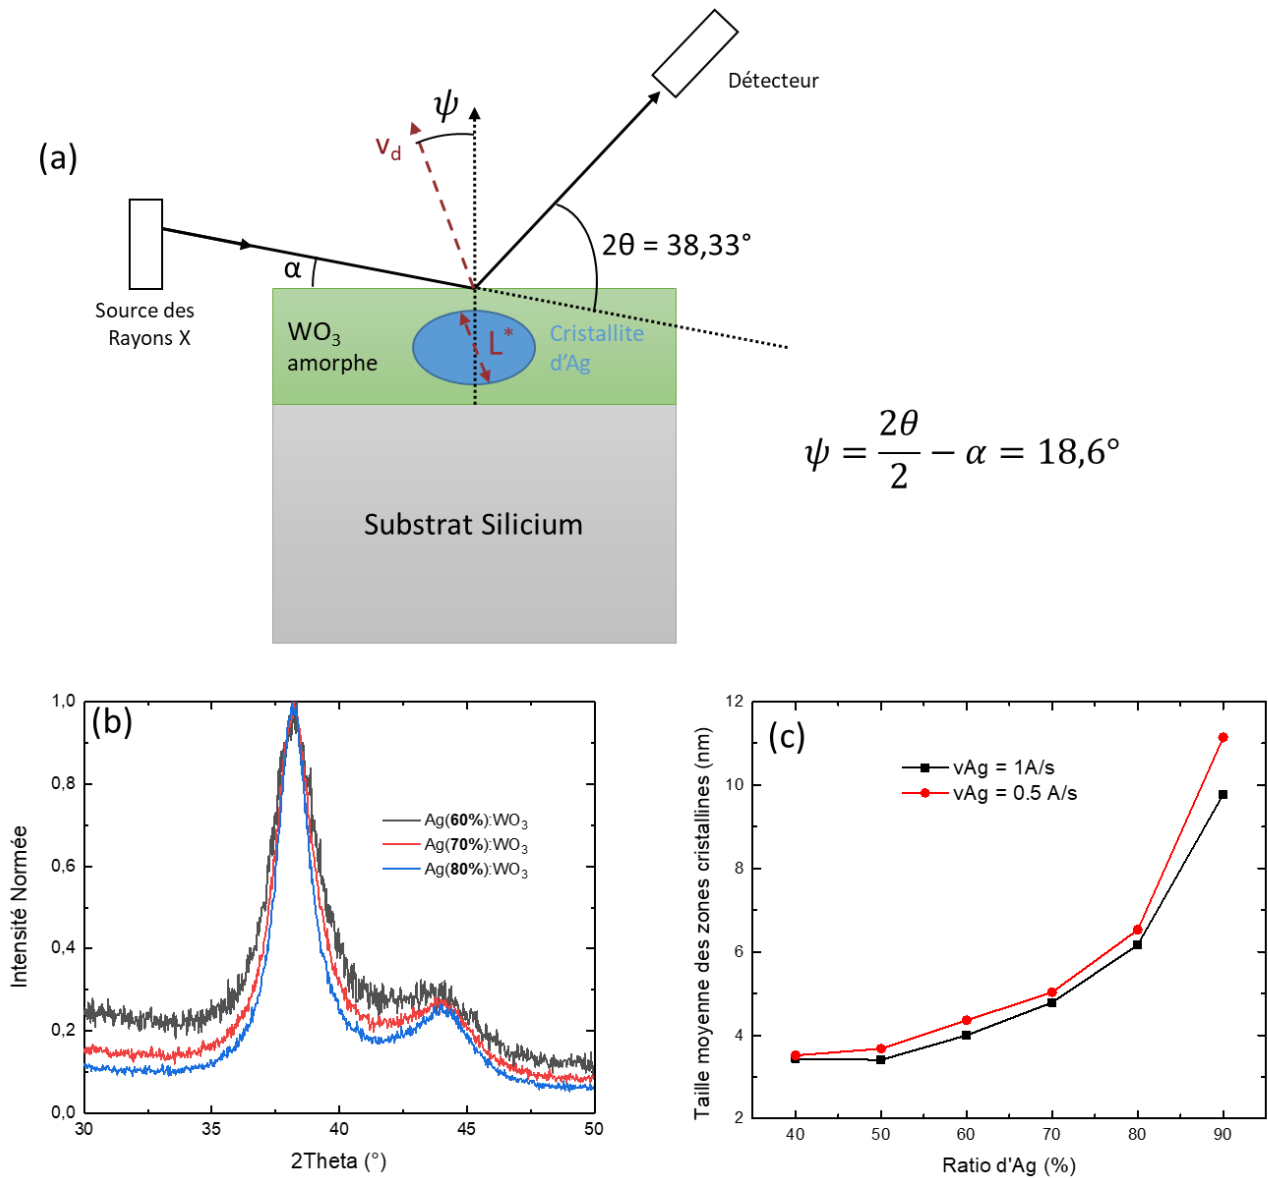 (a)
ψ
v_d
Détecteur
α
2θ = 38,33°
Source des
Rayons X
WO₃
amorphe
L*
Cristallite
d'Ag
ψ = 2θ/2 − α = 18,6°
Substrat Silicium
(b)
1,0
0,8
0,6
0,4
0,2
0,0
Intensité Normée
Ag(60%):WO₃
Ag(70%):WO₃
Ag(80%):WO₃
30 35 40 45 50
2Theta (°)
(c)
12
10
8
6
4
2
Taille moyenne des zones cristallines (nm)
vAg = 1A/s
vAg = 0.5 A/s
40 50 60 70 80 90
Ratio d'Ag (%)